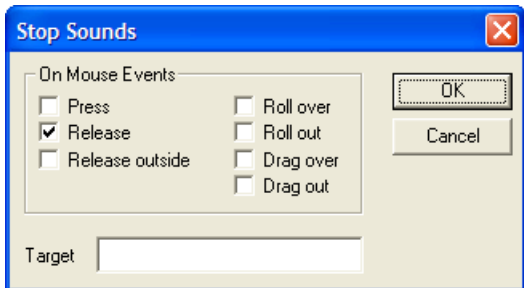 Stop Sounds
On Mouse Events
Press
Release
Release outside
Roll over
Roll out
Drag over
Drag out
OK
Cancel
Target